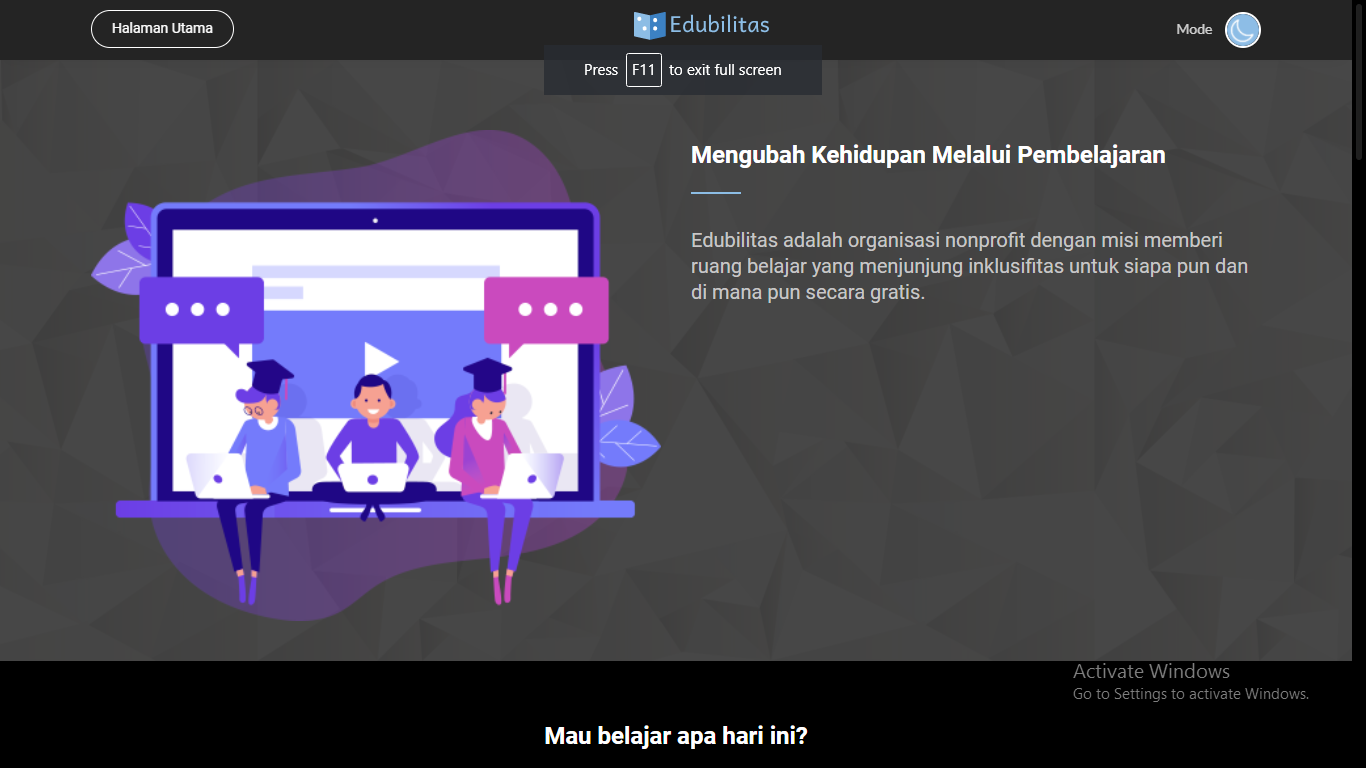 Halaman Utama
Edubilitas
Mode
Press F11 to exit full screen
Mengubah Kehidupan Melalui Pembelajaran
Edubilitas adalah organisasi nonprofit dengan misi memberi
ruang belajar yang menjunjung inklusifitas untuk siapa pun dan
di mana pun secara gratis.
Activate Windows
Go to Settings to activate Windows.
Mau belajar apa hari ini?